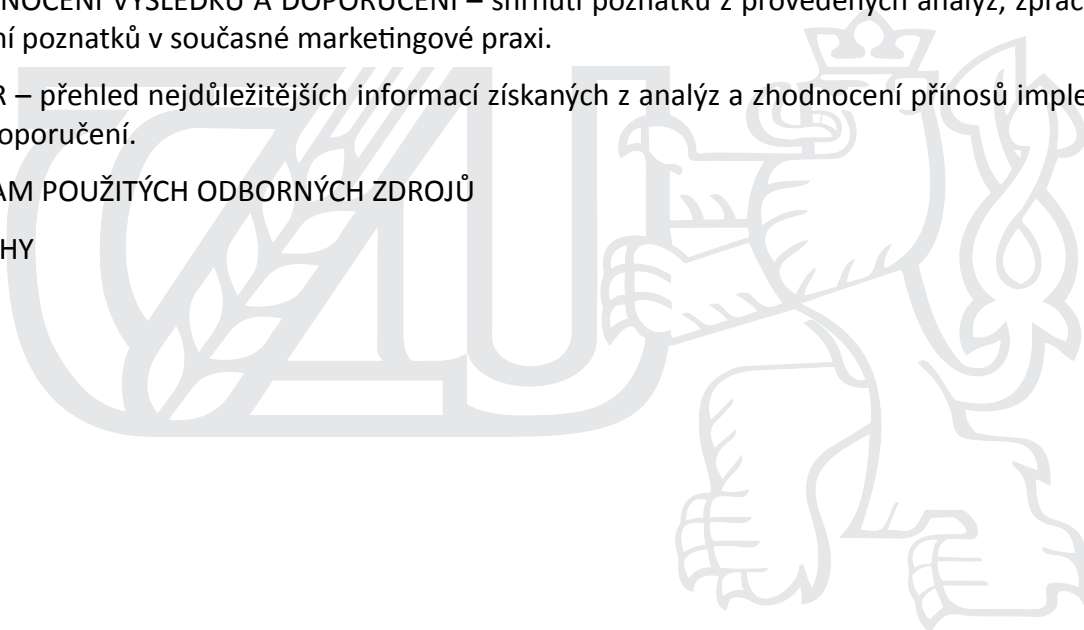 NOCENÍ VÝSLEDKŮ A DOPORUČENÍ – shrnutí poznatků z provedených analýz, zprac
ní poznatků v současné marketingové praxi.
R – přehled nejdůležitějších informací získaných z analýz a zhodnocení přínosů imple
oporučení.
AM POUŽITÝCH ODBORNÝCH ZDROJŮ
HY